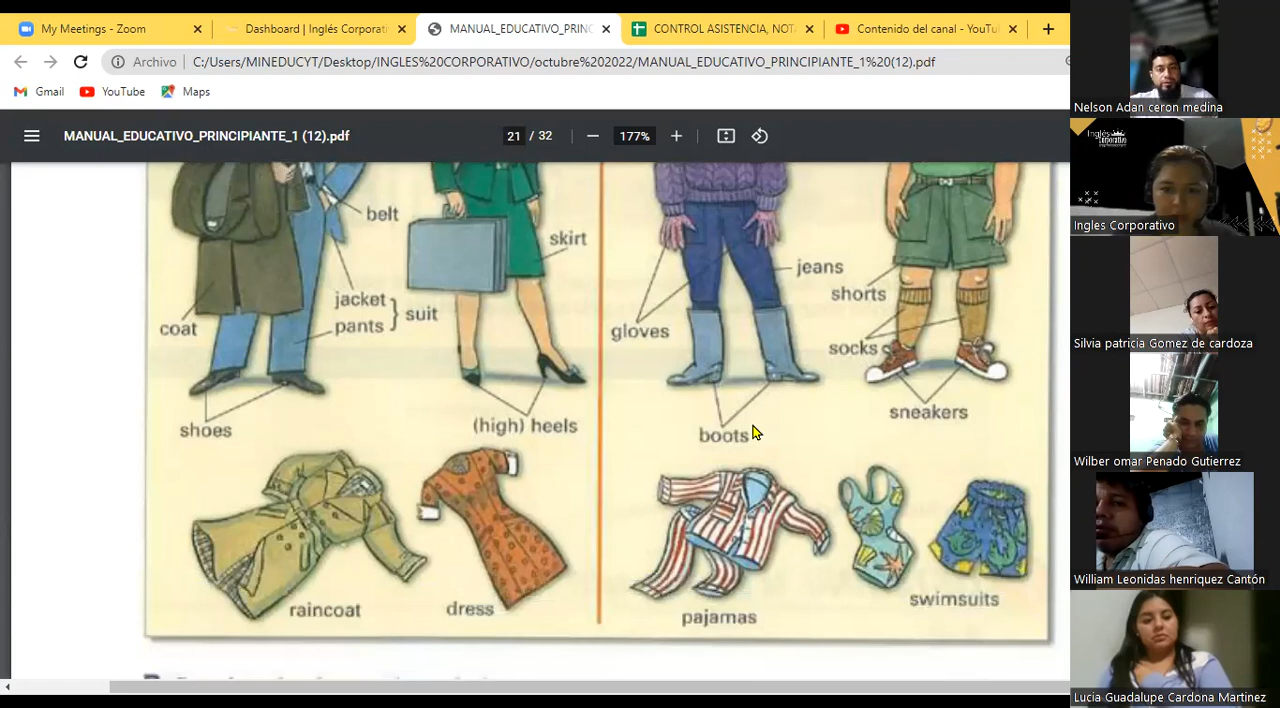 My Meetings - Zoom
Dashboard | Inglés Corporati
MANUAL_EDUCATIVO_PRINC
CONTROL ASISTENCIA, NOT
Contenido del canal - YouTu
Archivo
C:/Users/MINEDUCYT/Desktop/INGLES%20CORPORATIVO/octubre%202022/MANUAL_EDUCATIVO_PRINCIPIANTE_1%20(12).pdf
Gmail
YouTube
Maps
MANUAL_EDUCATIVO_PRINCIPIANTE_1 (12).pdf
21 / 32
177%
belt
skirt
jacket
pants
suit
coat
shoes
(high) heels
jeans
shorts
gloves
socks
sneakers
boots
raincoat
dress
pajamas
swimsuits
Nelson Adan ceron medina
Inglés
Corporativo
Ingles Corporativo
Silvia patricia Gomez de cardoza
Wilber omar Penado Gutierrez
William Leonidas henriquez Cantón
Lucia Guadalupe Cardona Martinez